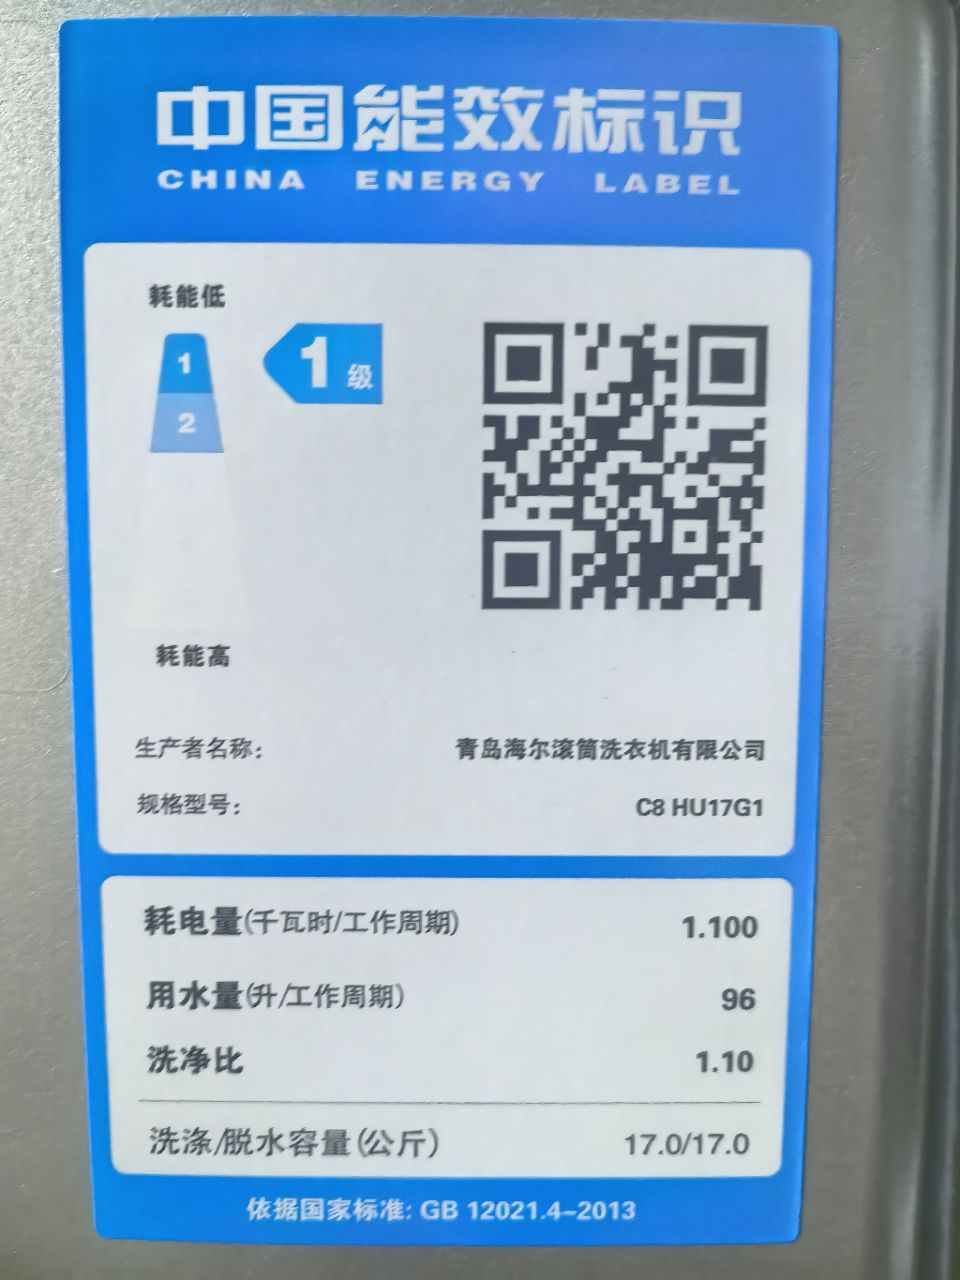 中国能效标识
CHINA ENERGY LABEL
耗能低
1
1级
2
耗能高
生产者名称: 青岛海尔滚筒洗衣机有限公司
规格型号: C8 HU17G1
耗电量(千瓦时/工作周期) 1.100
用水量(升/工作周期) 96
洗净比 1.10
洗涤/脱水容量(公斤) 17.0/17.0
依据国家标准: GB 12021.4-2013